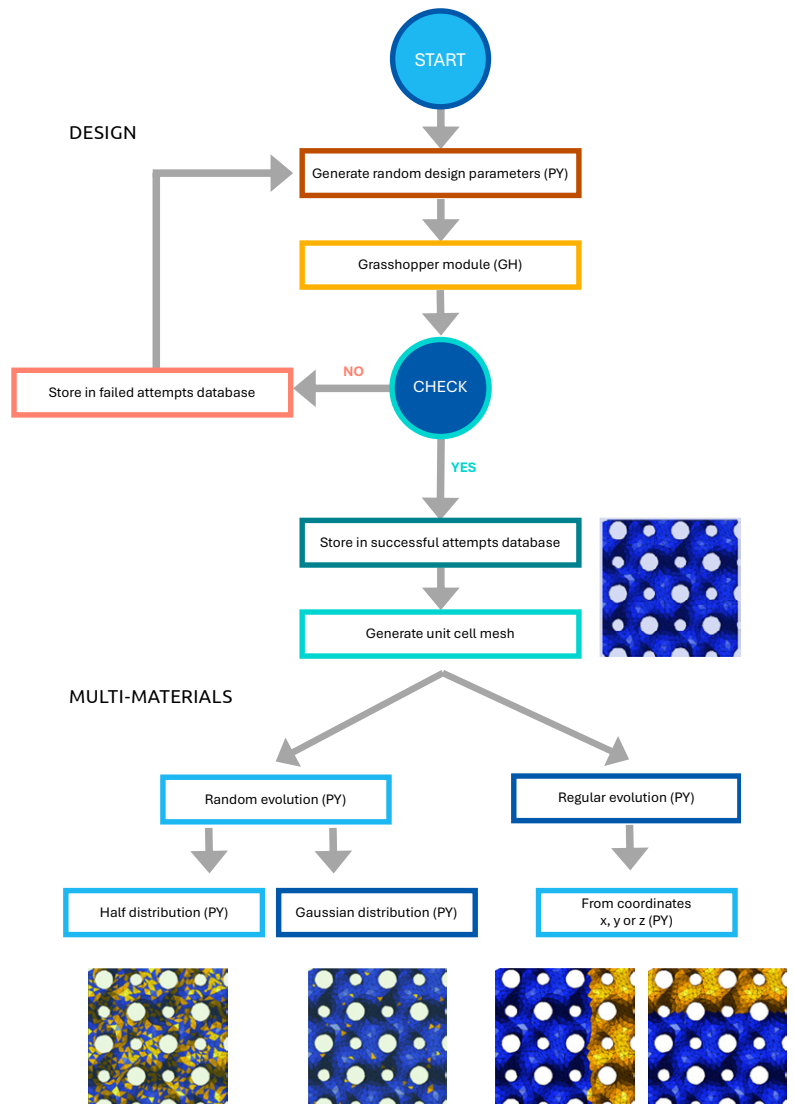 START
DESIGN
Generate random design parameters (PY)
Grasshopper module (GH)
NO
CHECK
Store in failed attempts database
YES
Store in successful attempts database
Generate unit cell mesh
MULTI-MATERIALS
Random evolution (PY)
Regular evolution (PY)
Half distribution (PY)
Gaussian distribution (PY)
From coordinates
x, y or z (PY)